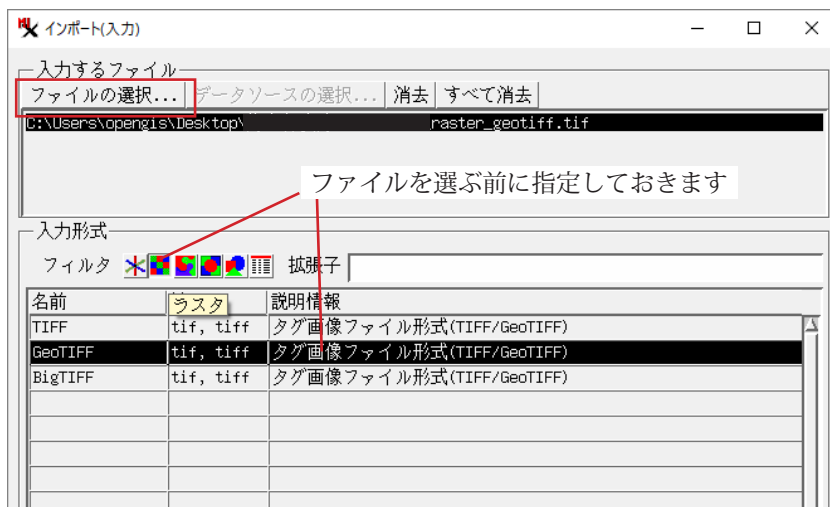 インポート(入力)
入力するファイル
ファイルの選択... データソースの選択... 消去 すべて消去
C:\Users\opengis\Desktop\ raster_geotiff.tif
ファイルを選ぶ前に指定しておきます
入力形式
フィルタ 拡張子
名前 ラスタ 説明情報
TIFF tif, tiff タグ画像ファイル形式(TIFF/GeoTIFF)
GeoTIFF tif, tiff タグ画像ファイル形式(TIFF/GeoTIFF)
BigTIFF tif, tiff タグ画像ファイル形式(TIFF/GeoTIFF)